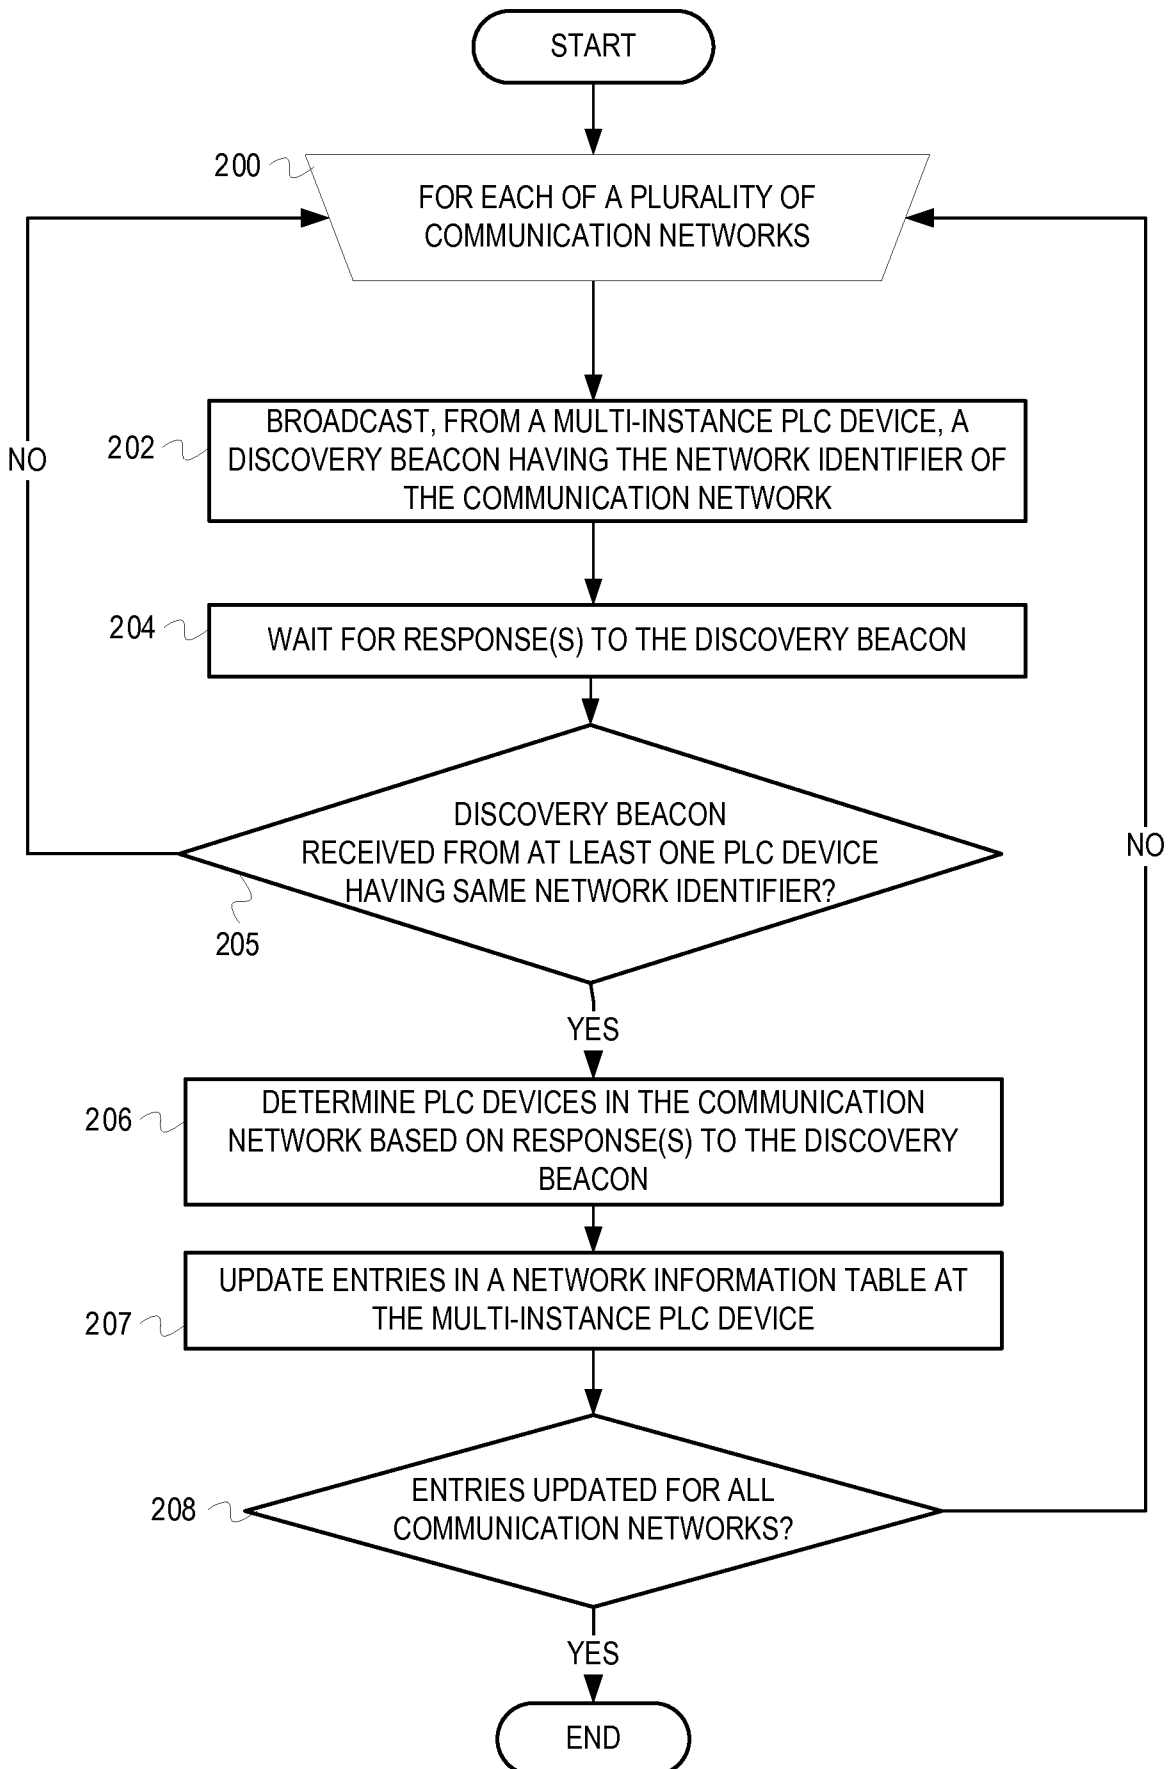 START
200
FOR EACH OF A PLURALITY OF
COMMUNICATION NETWORKS
202
BROADCAST, FROM A MULTI-INSTANCE PLC DEVICE, A
DISCOVERY BEACON HAVING THE NETWORK IDENTIFIER OF
THE COMMUNICATION NETWORK
NO
204
WAIT FOR RESPONSE(S) TO THE DISCOVERY BEACON
DISCOVERY BEACON
RECEIVED FROM AT LEAST ONE PLC DEVICE
HAVING SAME NETWORK IDENTIFIER?
NO
205
YES
206
DETERMINE PLC DEVICES IN THE COMMUNICATION
NETWORK BASED ON RESPONSE(S) TO THE DISCOVERY
BEACON
207
UPDATE ENTRIES IN A NETWORK INFORMATION TABLE AT
THE MULTI-INSTANCE PLC DEVICE
208
ENTRIES UPDATED FOR ALL
COMMUNICATION NETWORKS?
YES
END